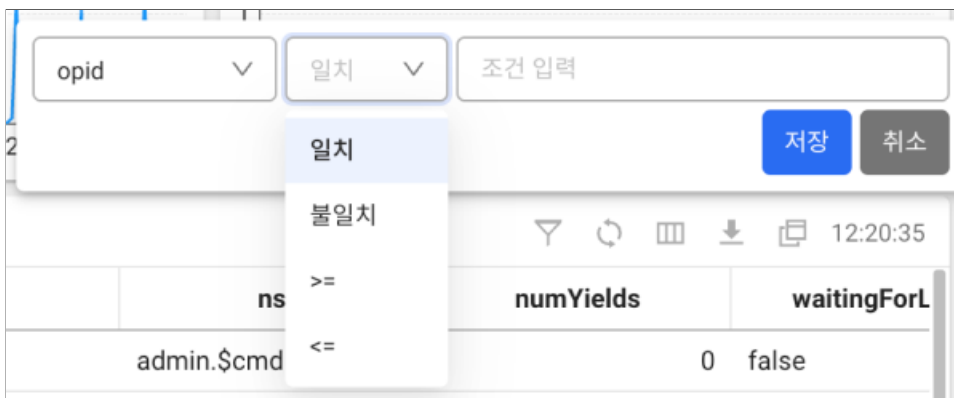 opid 일치 조건 입력
2
일치
저장 취소
불일치
12:20:35
>=
ns numYields waitingForL
<=
admin.$cmd 0 false